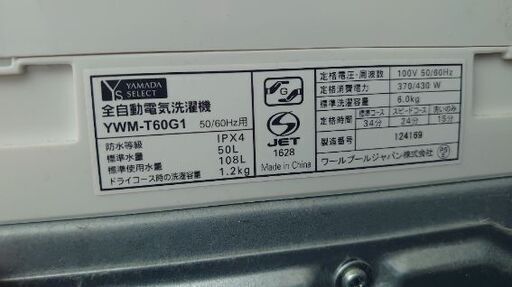 YAMADA
SELECT
全自動電気洗濯機
YWM-T60G1 50/60Hz用
防水等級 IPX4
標準水量 50L
標準使用水量 108L
ドライコース時の洗濯容量 1.2kg
G
JET
1628
Made in China
定格電圧・周波数 100V 50/60Hz
定格消費電力 370/430 W
標準洗濯・脱水容量 6.0kg
定格時間 標準コース スピードコース 洗いのみ
34分 24分 15分
製造番号 124169
ワールプールジャパン株式会社